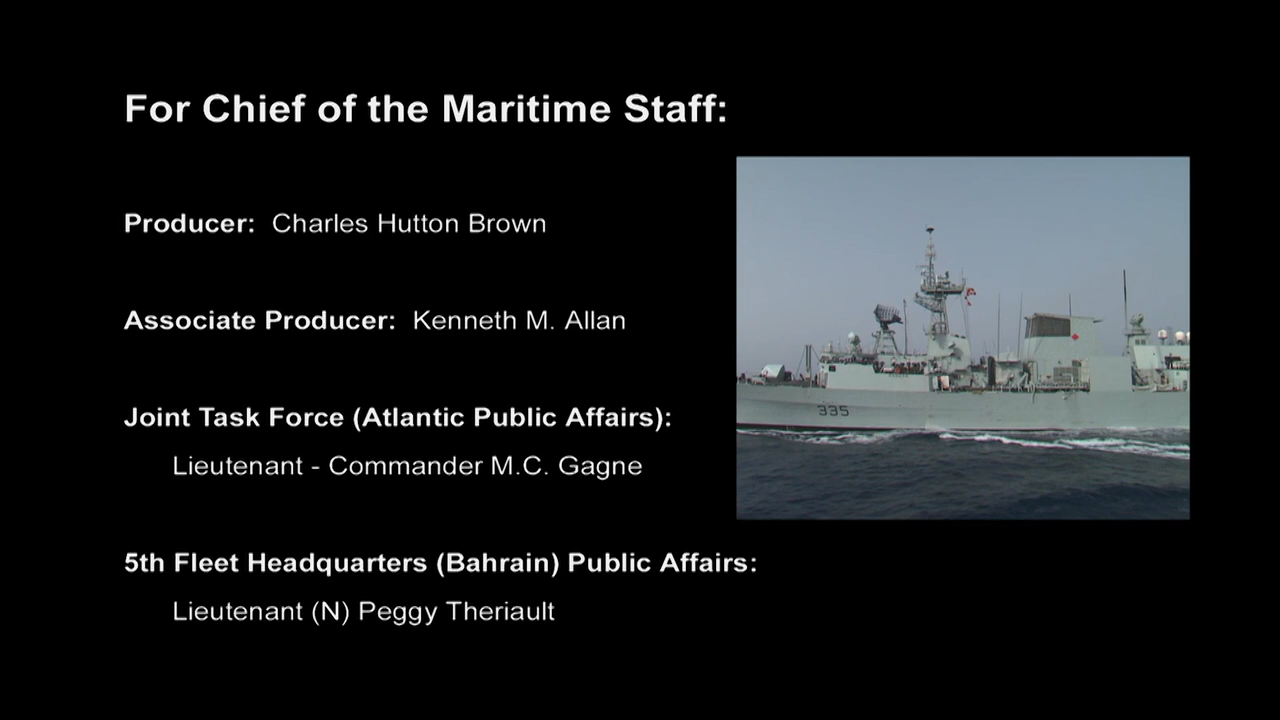 For Chief of the Maritime Staff:
Producer: Charles Hutton Brown
Associate Producer: Kenneth M. Allan
Joint Task Force (Atlantic Public Affairs):
Lieutenant - Commander M.C. Gagne
5th Fleet Headquarters (Bahrain) Public Affairs:
Lieutenant (N) Peggy Theriault
335